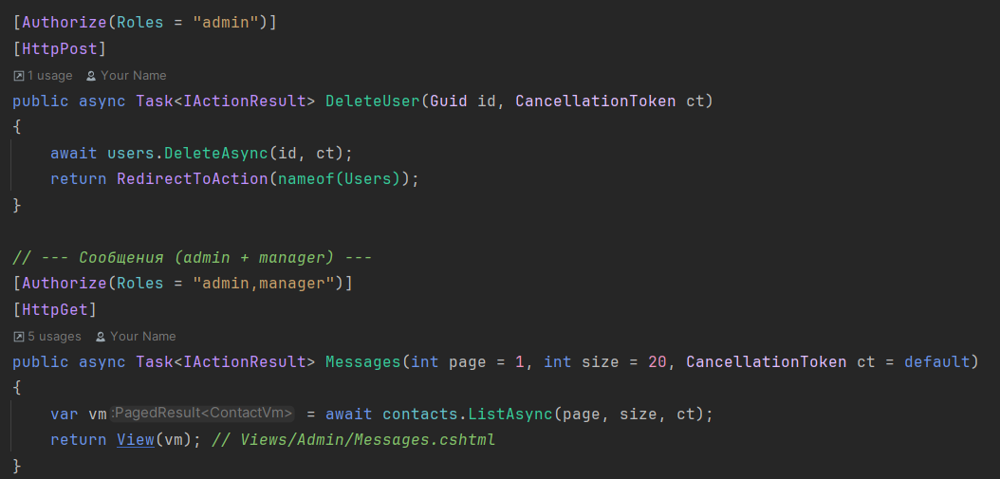 [Authorize(Roles = "admin")]
[HttpPost]
1 usage Your Name
public async Task<IActionResult> DeleteUser(Guid id, CancellationToken ct)
{
    await users.DeleteAsync(id, ct);
    return RedirectToAction(nameof(Users));
}

// --- Сообщения (admin + manager) ---
[Authorize(Roles = "admin,manager")]
[HttpGet]
5 usages Your Name
public async Task<IActionResult> Messages(int page = 1, int size = 20, CancellationToken ct = default)
{
    var vm :PagedResult<ContactVm> = await contacts.ListAsync(page, size, ct);
    return View(vm); // Views/Admin/Messages.cshtml
}